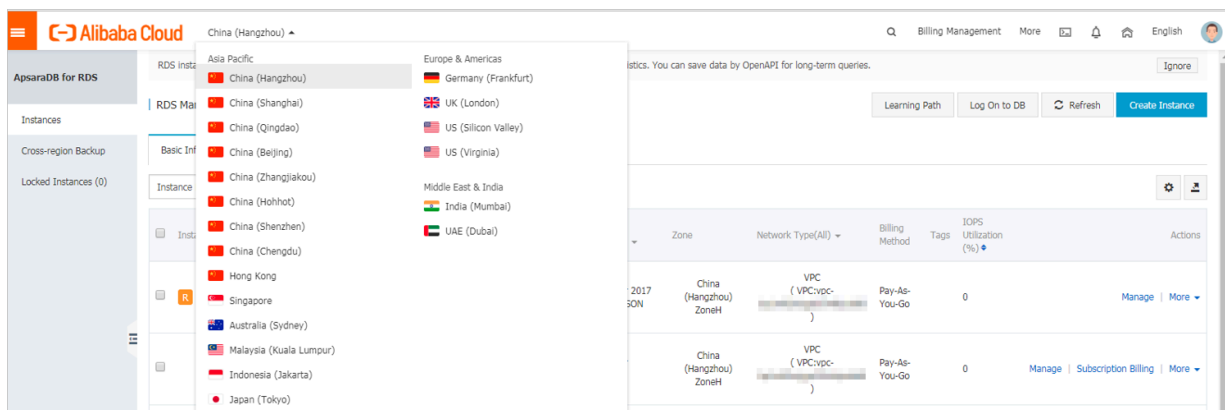 Alibaba Cloud
China (Hangzhou)
Billing Management
More
English
ApsaraDB for RDS
Instances
Cross-region Backup
Locked Instances (0)
RDS insta
istics. You can save data by OpenAPI for long-term queries.
Ignore
RDS Ma
Learning Path
Log On to DB
Refresh
Create Instance
Basic Inf
Instance
Asia Pacific
China (Hangzhou)
China (Shanghai)
China (Qingdao)
China (Beijing)
China (Zhangjiakou)
China (Hohhot)
China (Shenzhen)
China (Chengdu)
Hong Kong
Singapore
Australia (Sydney)
Malaysia (Kuala Lumpur)
Indonesia (Jakarta)
Japan (Tokyo)
Europe & Americas
Germany (Frankfurt)
UK (London)
US (Silicon Valley)
US (Virginia)
Middle East & India
India (Mumbai)
UAE (Dubai)
Insta
Zone
Network Type(All)
Billing
Method
Tags
IOPS
Utilization
(%)
Actions
R
2017
SON
China
(Hangzhou)
ZoneH
VPC
( VPC:vpc-
)
Pay-As-
You-Go
0
Manage | More
China
(Hangzhou)
ZoneH
VPC
( VPC:vpc-
)
Pay-As-
You-Go
0
Manage | Subscription Billing | More